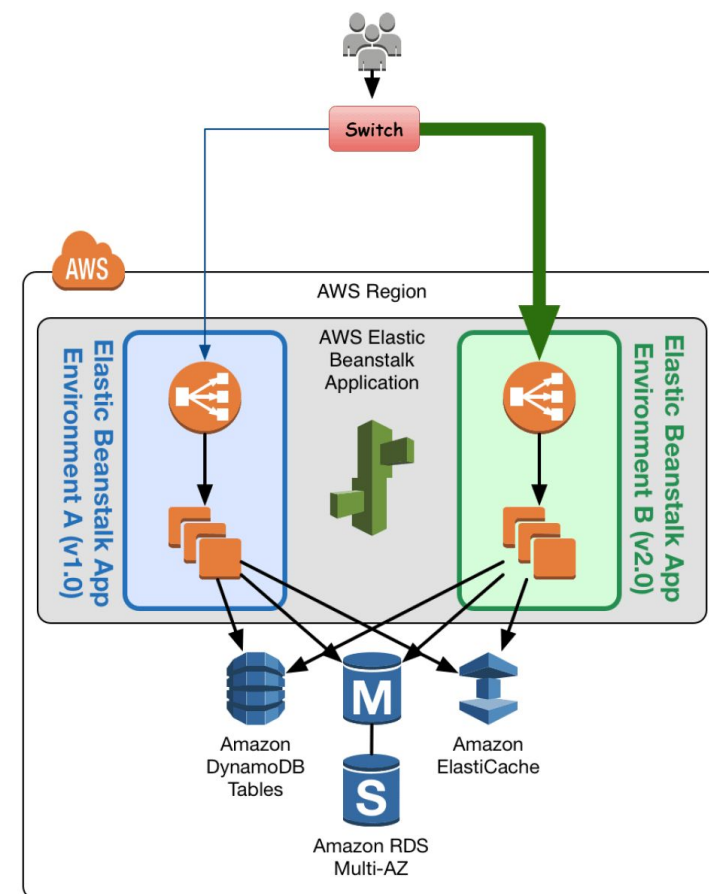 Switch
AWS
AWS Region
Elastic Beanstalk App
Environment A (v1.0)
AWS Elastic
Beanstalk
Application
Elastic Beanstalk App
Environment B (v2.0)
M
Amazon
DynamoDB
Tables
Amazon
ElastiCache
S
Amazon RDS
Multi-AZ